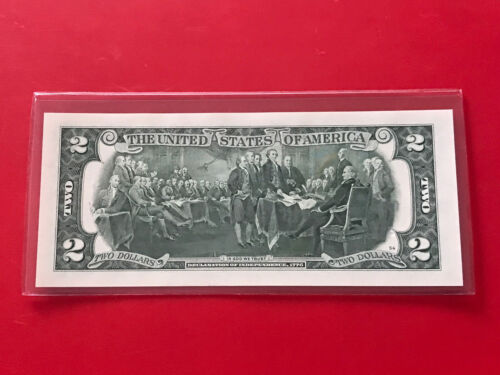 2 THE UNITED STATES OF AMERICA 2
TWO TWO
2 IN GOD WE TRUST 2
TWO DOLLARS DECLARATION OF INDEPENDENCE, 1776 TWO DOLLARS